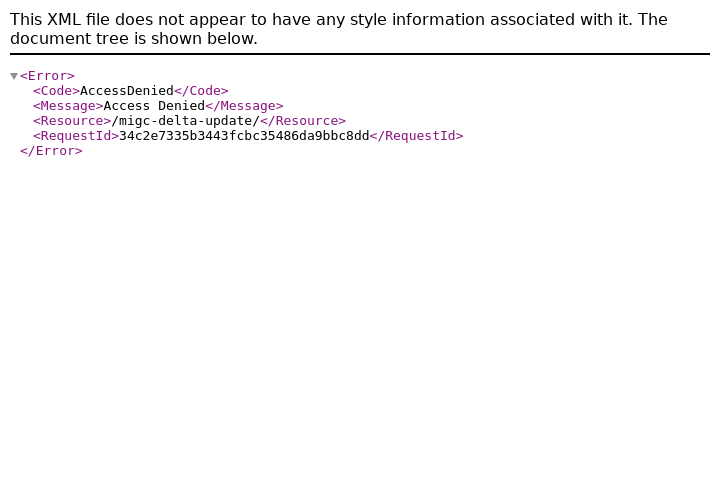 This XML file does not appear to have any style information associated with it. The
document tree is shown below.
<Error>
<Code>AccessDenied</Code>
<Message>Access Denied</Message>
<Resource>/migc-delta-update/</Resource>
<RequestId>34c2e7335b3443fcbc35486da9bbc8dd</RequestId>
</Error>